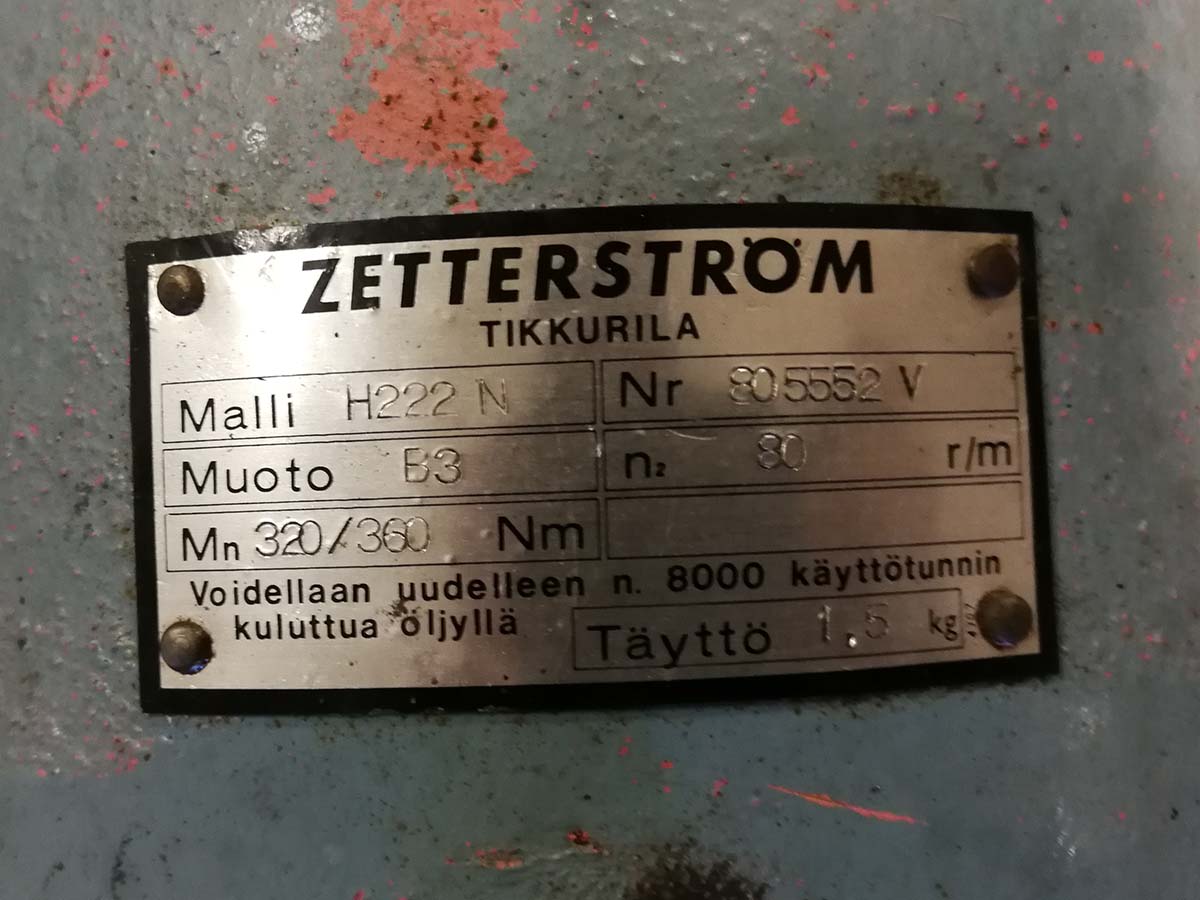 ZETTERSTRÖM
TIKKURILA
Malli H222 N Nr 805552 V
Muoto B3 n₂ 80 r/m
Mn 320/360 Nm
Voidellaan uudelleen n. 8000 käyttötunnin
kuluttua öljyllä
Täyttö 1,5 kg